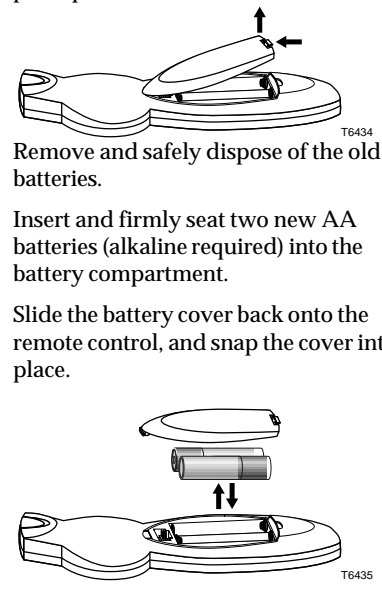 T6434
Remove and safely dispose of the old
batteries.
Insert and firmly seat two new AA
batteries (alkaline required) into the
battery compartment.
Slide the battery cover back onto the
remote control, and snap the cover int
place.
T6435